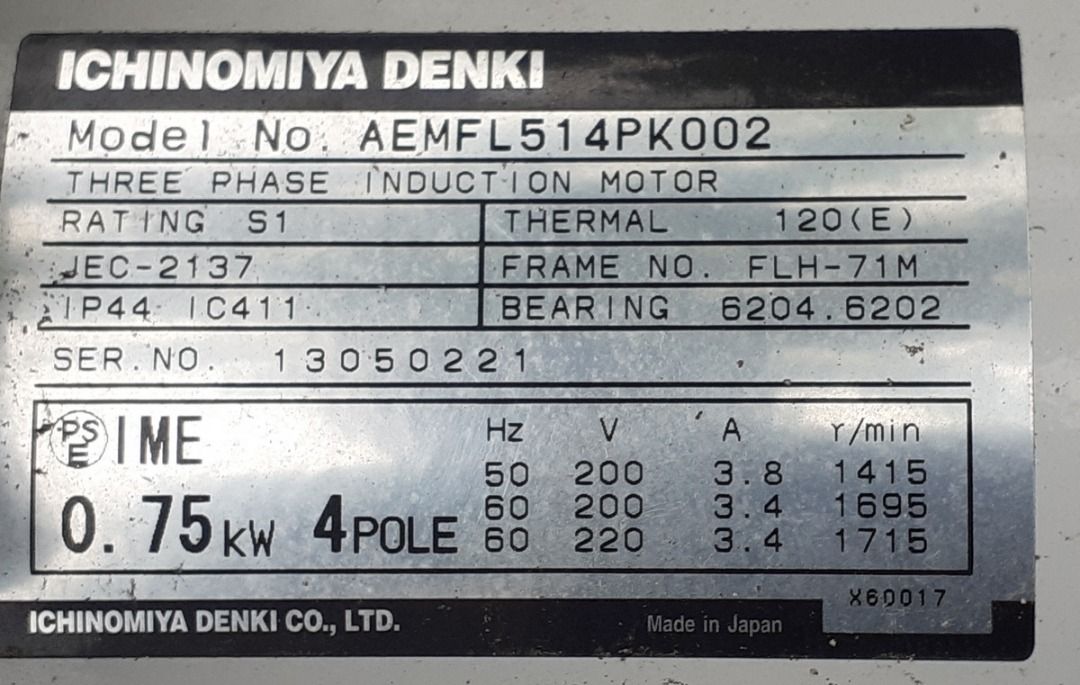 ICHINOMIYA DENKI
Model No. AEMFL514PK002
THREE PHASE INDUCTION MOTOR
RATING S1 THERMAL 120(E)
JEC-2137 FRAME NO. FLH-71M
IP44 IC411 BEARING 6204.6202
SER.NO. 13050221
PSE IME
Hz V A r/min
50 200 3.8 1415
60 200 3.4 1695
60 220 3.4 1715
0.75kW 4POLE
X60017
ICHINOMIYA DENKI CO., LTD. Made in Japan